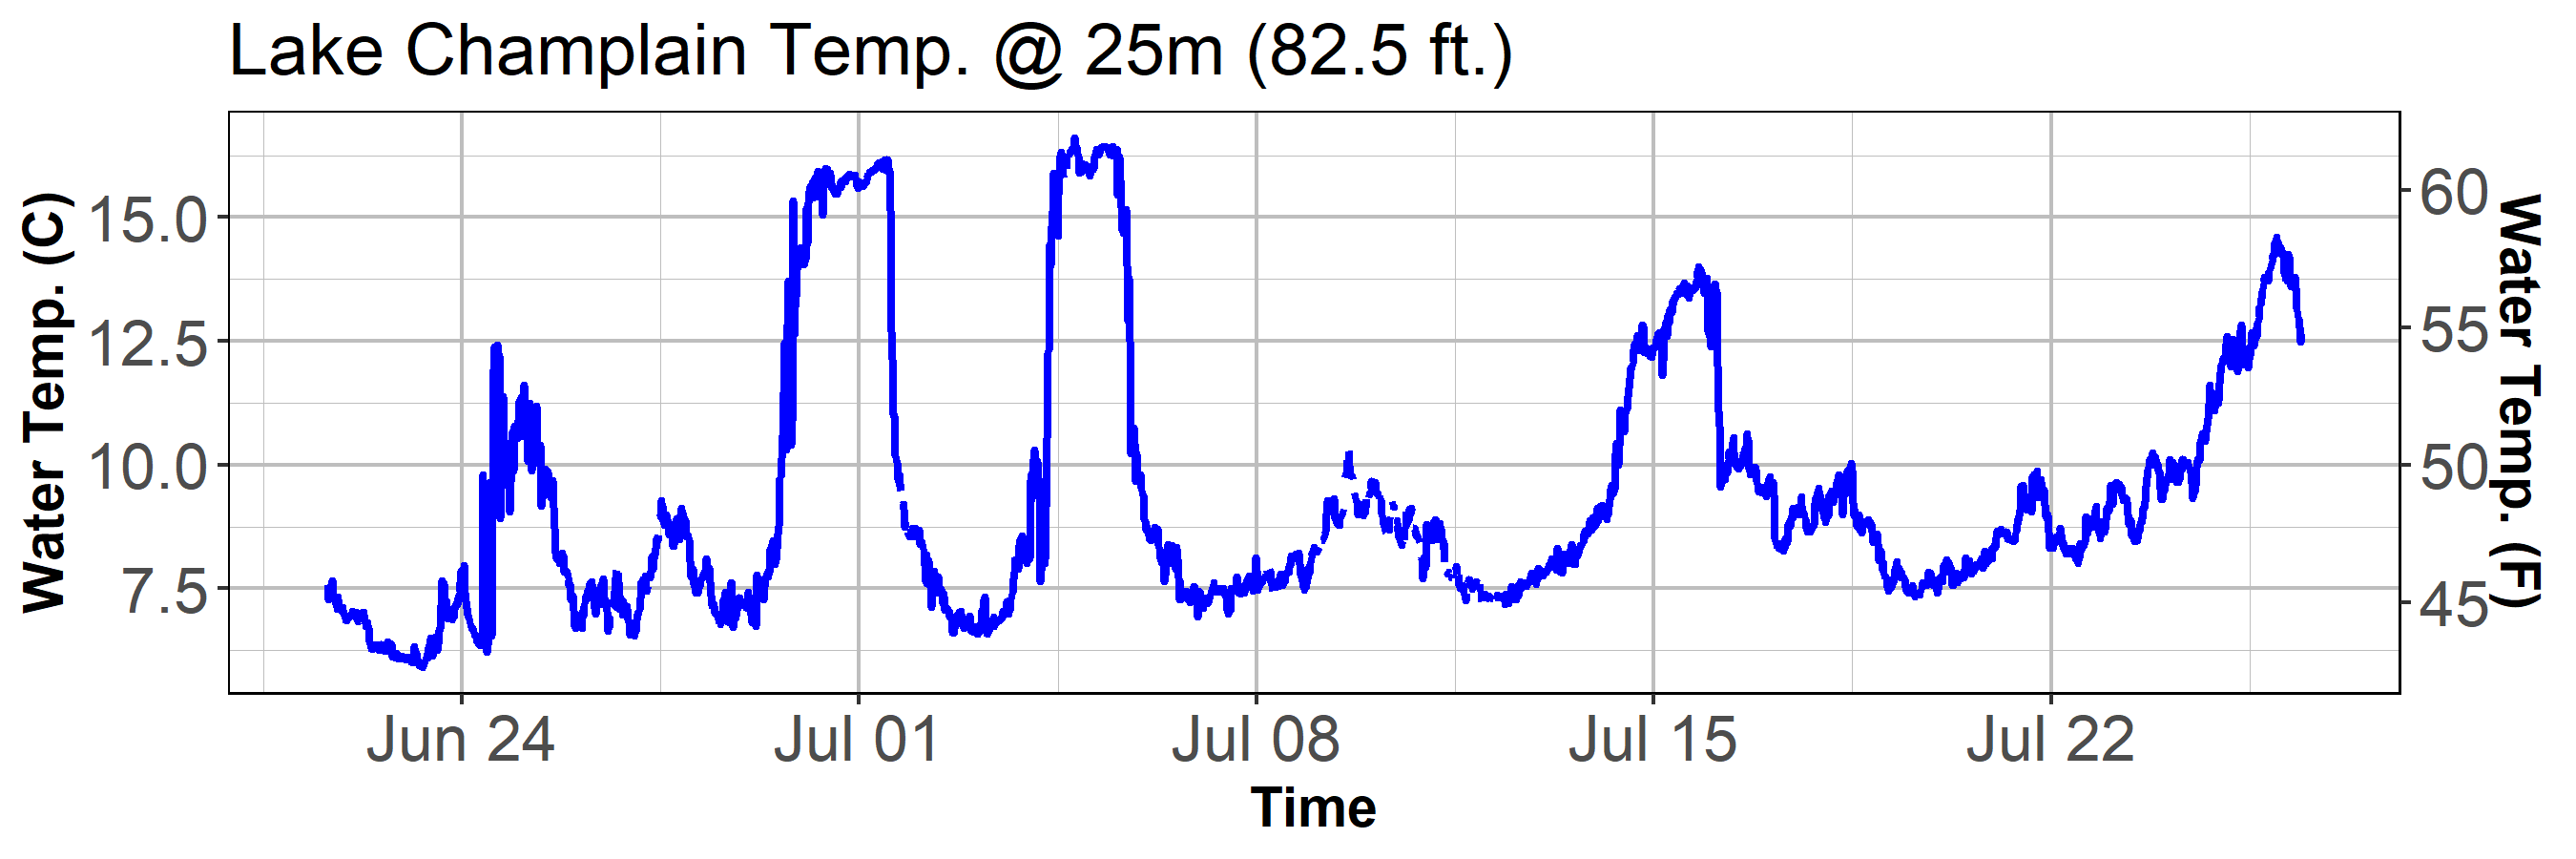 Lake Champlain Temp. @ 25m (82.5 ft.)
Water Temp. (C)
15.0
12.5
10.0
7.5
60
55
50
45
Water Temp. (F)
Jun 24
Jul 01
Jul 08
Jul 15
Jul 22
Time